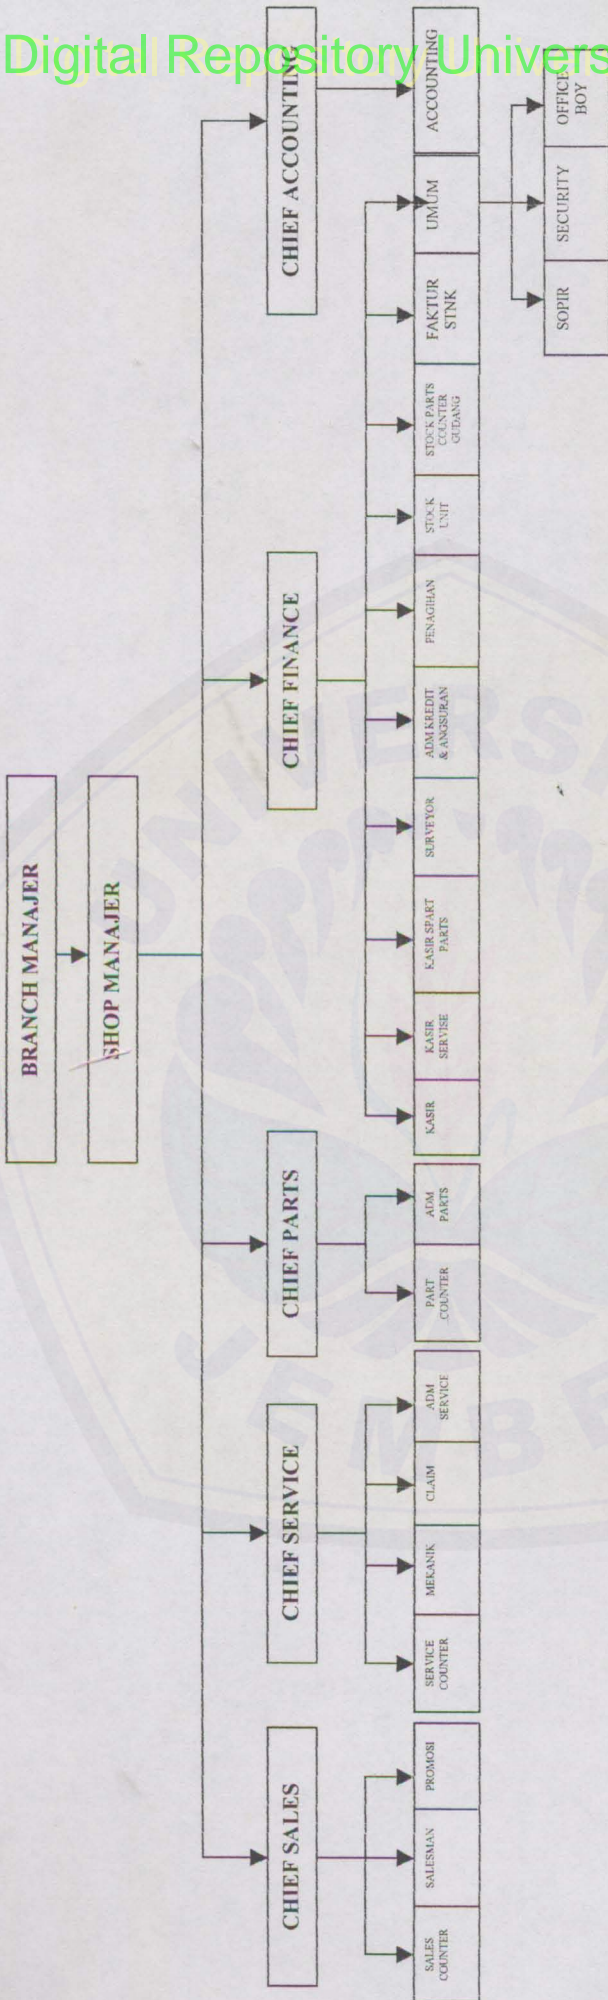 Digital Repository Univers
BRANCH MANAJER
SHOP MANAJER
CHIEF SALES
CHIEF SERVICE
CHIEF PARTS
CHIEF FINANCE
CHIEF ACCOUNTING
SALES
COUNTER
SALESMAN
PROMOSI
SERVICE
COUNTER
MEKANIK
CLAIM
ADM
SERVICE
PART
COUNTER
ADM
PARTS
KASIR
KASIR
SERVISE
KASIR SPART
PARTS
SURVEYOR
ADM KREDIT
& ANGSURAN
PENAGIHAN
STOCK
UNIT
STOCK PARTS
COUNTER
GUDANG
FAKTUR
STNK
UMUM
ACCOUNTING
SOPIR
SECURITY
OFFICE
BOY
UNIVERS
JEMBE